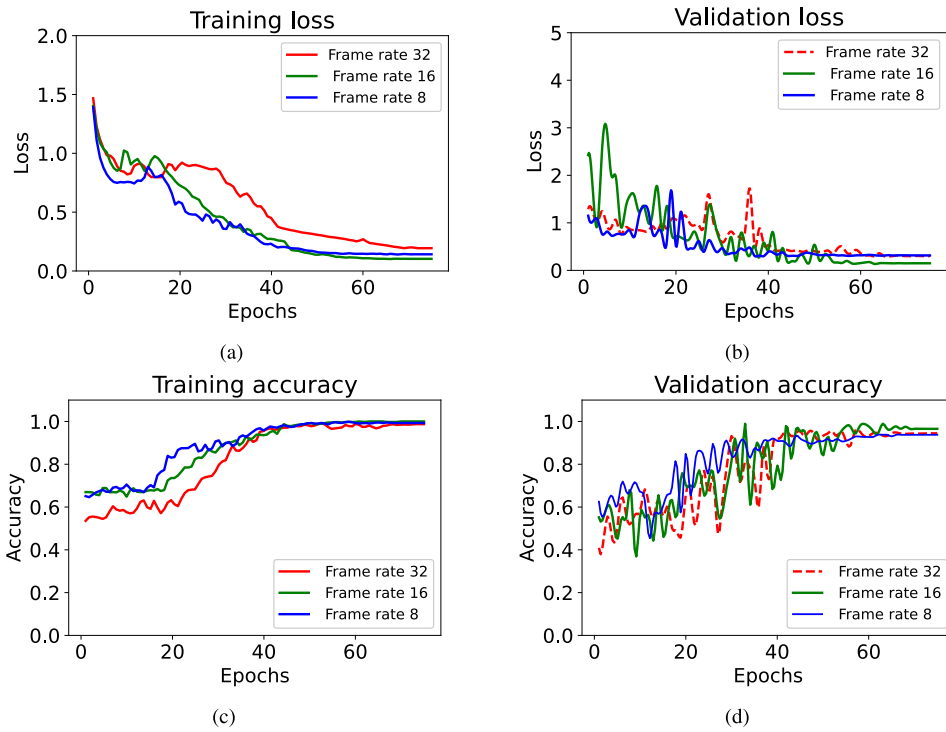 Training loss
2.0
1.5
1.0
0.5
0.0
Loss
Frame rate 32
Frame rate 16
Frame rate 8
0
20
40
60
Epochs
(a)
Validation loss
5
4
3
2
1
0
Loss
Frame rate 32
Frame rate 16
Frame rate 8
0
20
40
60
Epochs
(b)
Training accuracy
1.0
0.8
0.6
0.4
0.2
0.0
Accuracy
Frame rate 32
Frame rate 16
Frame rate 8
0
20
40
60
Epochs
(c)
Validation accuracy
1.0
0.8
0.6
0.4
0.2
0.0
Accuracy
Frame rate 32
Frame rate 16
Frame rate 8
0
20
40
60
Epochs
(d)